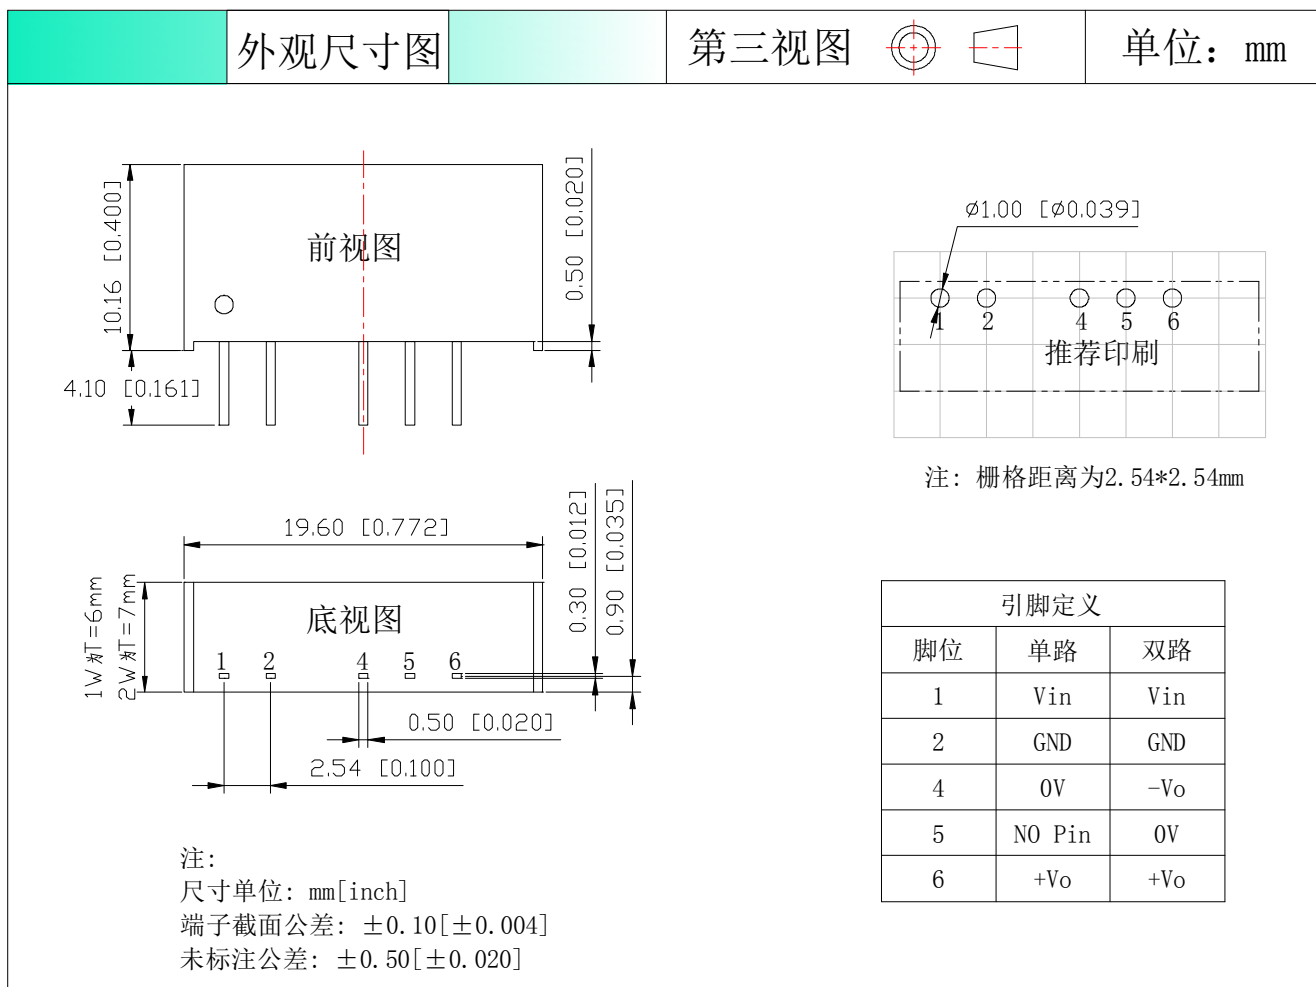 外观尺寸图
第三视图
单位: mm
10.16 [0.400]
前视图
0.50 [0.020]
4.10 [0.161]
Ø1.00 [Ø0.039]
1 2 4 5 6
推荐印刷
注: 栅格距离为2.54*2.54mm
19.60 [0.772]
0.30 [0.012]
0.90 [0.035]
1W为T=6mm
2W为T=7mm
底视图
1 2 4 5 6
0.50 [0.020]
2.54 [0.100]
注:
尺寸单位: mm[inch]
端子截面公差: ±0.10[±0.004]
未标注公差: ±0.50[±0.020]
引脚定义
脚位 单路 双路
1 Vin Vin
2 GND GND
4 0V -Vo
5 NO Pin 0V
6 +Vo +Vo